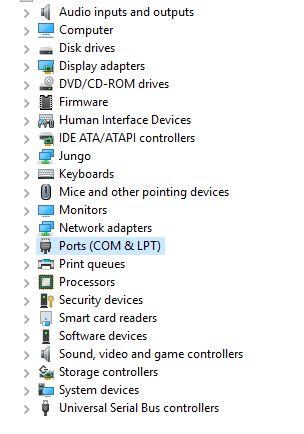 Audio inputs and outputs
Computer
Disk drives
Display adapters
DVD/CD-ROM drives
Firmware
Human Interface Devices
IDE ATA/ATAPI controllers
Jungo
Keyboards
Mice and other pointing devices
Monitors
Network adapters
Ports (COM & LPT)
Print queues
Processors
Security devices
Smart card readers
Software devices
Sound, video and game controllers
Storage controllers
System devices
Universal Serial Bus controllers